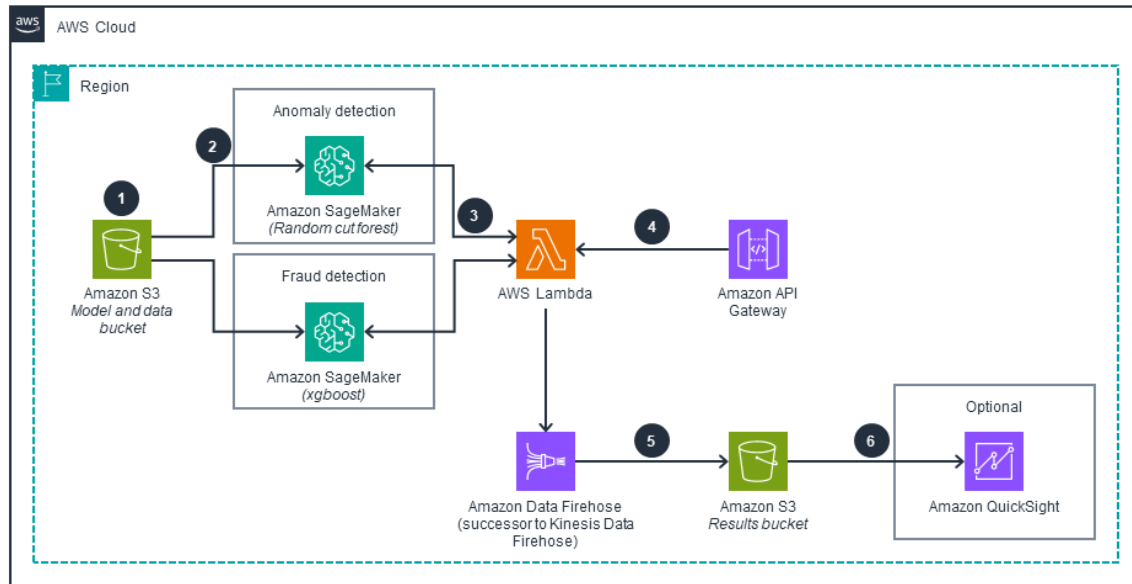 aws
AWS Cloud
Region
Anomaly detection
2
1
Amazon SageMaker
(Random cut forest)
3
4
Amazon S3
Model and data
bucket
Fraud detection
AWS Lambda
Amazon API
Gateway
Amazon SageMaker
(xgboost)
Optional
5
6
Amazon Data Firehose
(successor to Kinesis Data
Firehose)
Amazon S3
Results bucket
Amazon QuickSight